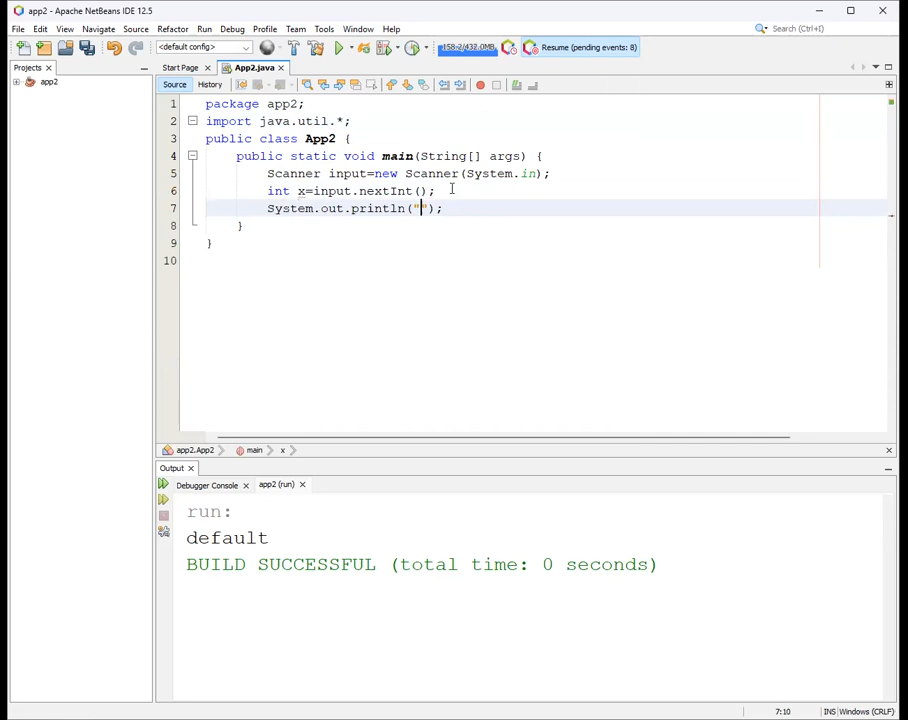 app2 - Apache NetBeans IDE 12.5
File Edit View Navigate Source Refactor Run Debug Profile Team Tools Window Help
Search (Ctrl+I)
<default config> 158.2/432.0MB Resume (pending events: 8)
Projects Start Page App2.java
app2
Source History
1 package app2;
2 import java.util.*;
3 public class App2 {
4 public static void main(String[] args) {
5 Scanner input=new Scanner(System.in);
6 int x=input.nextInt();
7 System.out.println("");
8 }
9 }
10
app2.App2 main x
Output
Debugger Console app2 (run)
run:
default
BUILD SUCCESSFUL (total time: 0 seconds)
7:10 INS Windows (CRLF)